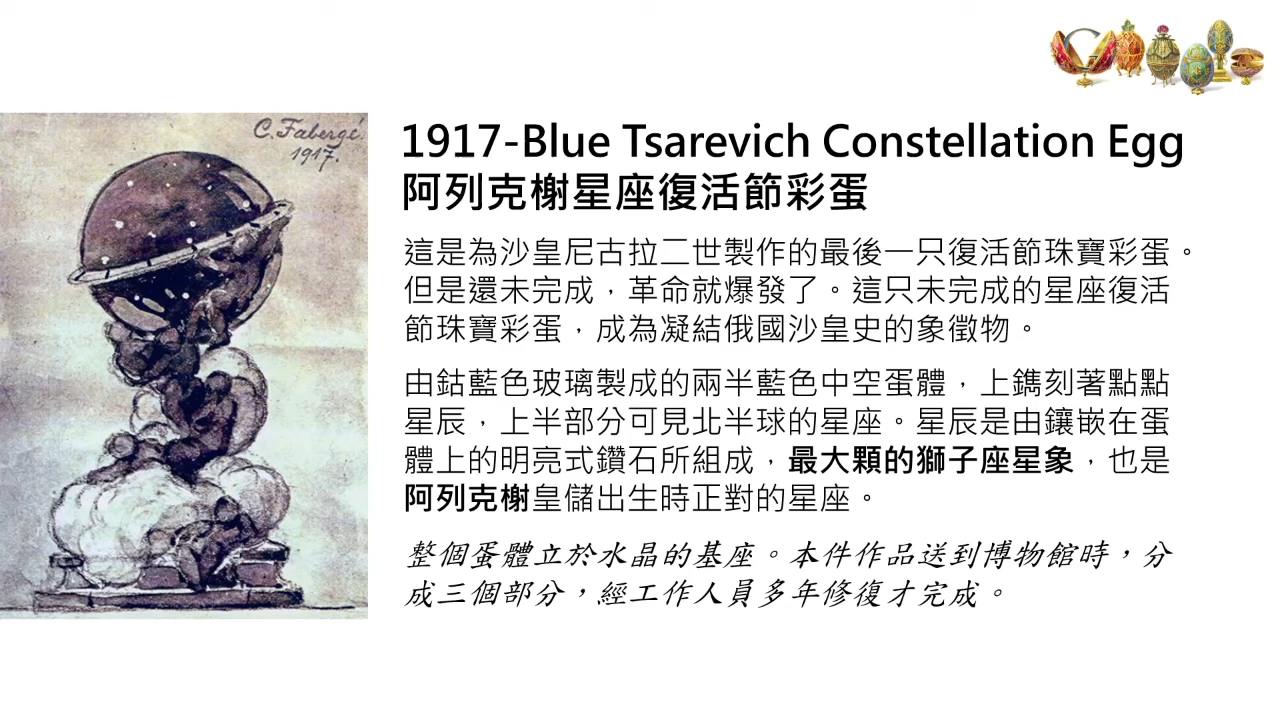 C. Fabergé.
1917.
1917-Blue Tsarevich Constellation Egg
阿列克榭星座復活節彩蛋
這是為沙皇尼古拉二世製作的最後一只復活節珠寶彩蛋。
但是還未完成，革命就爆發了。這只未完成的星座復活
節珠寶彩蛋，成為凝結俄國沙皇史的象徵物。
由鈷藍色玻璃製成的兩半藍色中空蛋體，上鐫刻著點點
星辰，上半部分可見北半球的星座。星辰是由鑲嵌在蛋
體上的明亮式鑽石所組成，最大顆的獅子座星象，也是
阿列克榭皇儲出生時正對的星座。
整個蛋體立於水晶的基座。本件作品送到博物館時，分
成三個部分，經工作人員多年修復才完成。